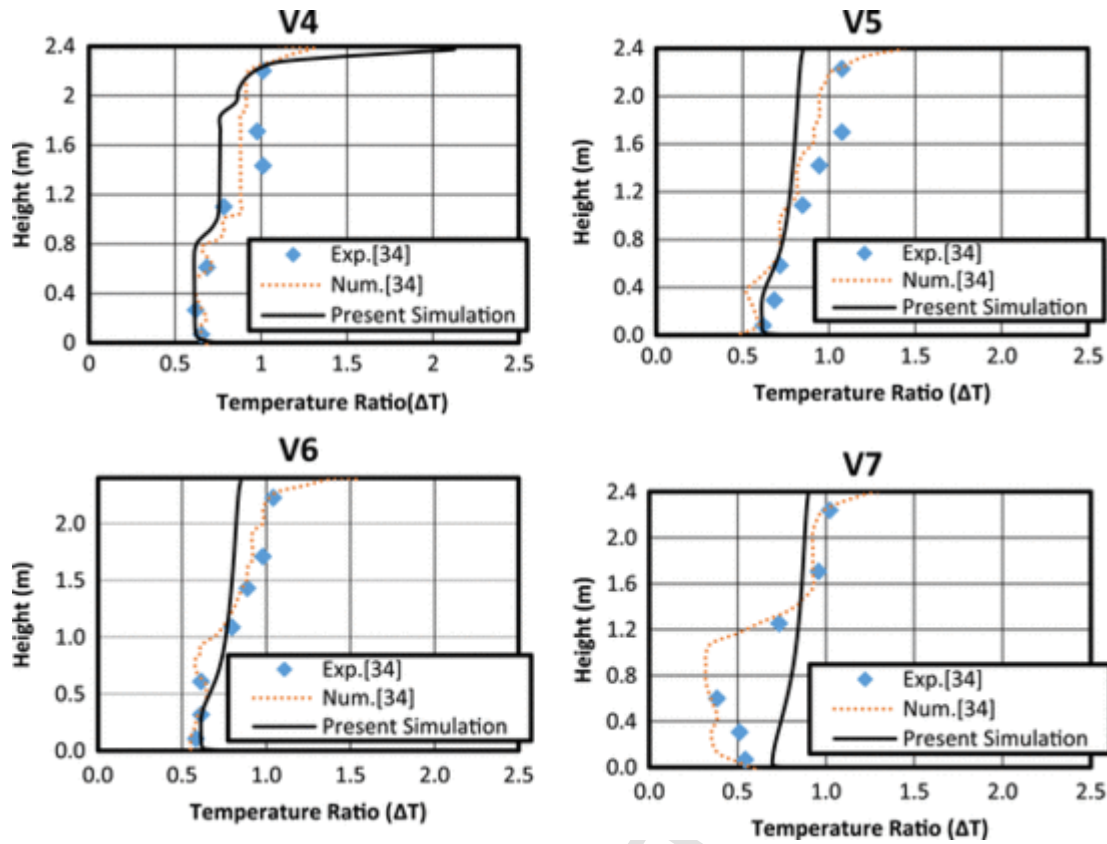 V4
2.4
2
1.6
1.2
0.8
0.4
0
Height (m)
Exp.[34]
Num.[34]
Present Simulation
0 0.5 1 1.5 2 2.5
Temperature Ratio(ΔT)
V5
2.4
2.0
1.6
1.2
0.8
0.4
0.0
Height (m)
Exp.[34]
Num.[34]
Present Simulation
0.0 0.5 1.0 1.5 2.0 2.5
Temperature Ratio (ΔT)
V6
2.0
1.5
1.0
0.5
0.0
Height (m)
Exp.[34]
Num.[34]
Present Simulation
0.0 0.5 1.0 1.5 2.0 2.5
Temperature Ratio (ΔT)
V7
2.4
2.0
1.6
1.2
0.8
0.4
0.0
Height (m)
Exp.[34]
Num.[34]
Present Simulation
0.0 0.5 1.0 1.5 2.0 2.5
Temperature Ratio (ΔT)